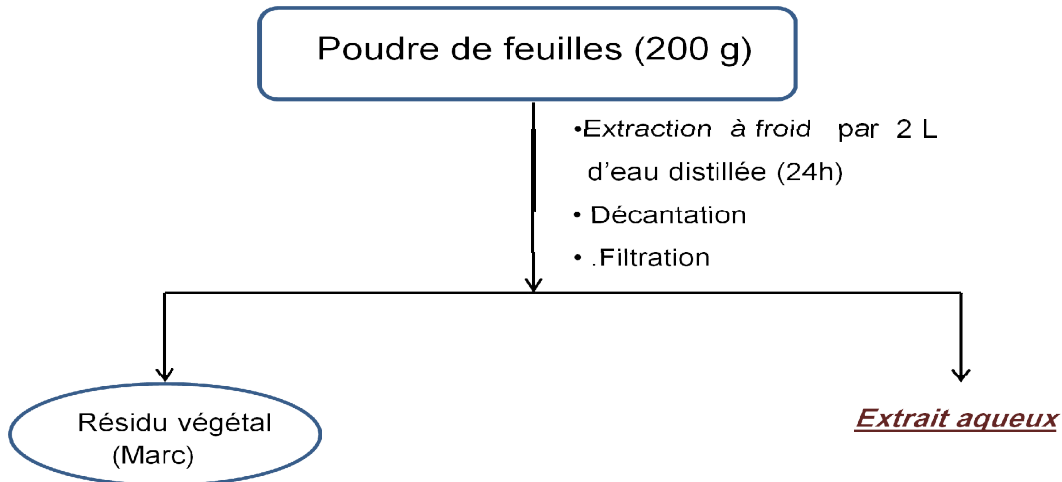 Poudre de feuilles (200 g)
•Extraction à froid par 2 L
d'eau distillée (24h)
• Décantation
• .Filtration
Résidu végétal
(Marc)
Extrait aqueux